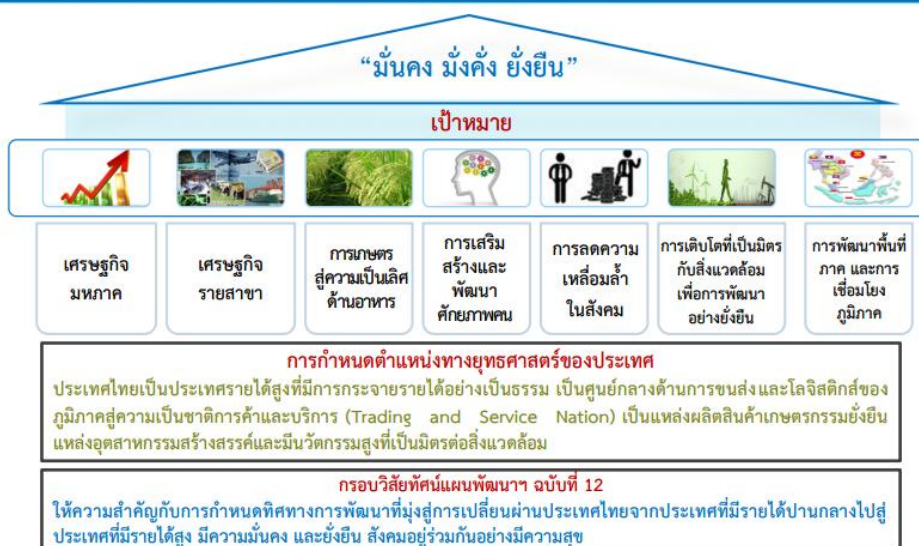 “มั่นคง มั่งคั่ง ยั่งยืน”
เป้าหมาย
เศรษฐกิจ
มหภาค
เศรษฐกิจ
รายสาขา
การเกษตร
สู่ความเป็นเลิศ
ด้านอาหาร
การเสริม
สร้างและ
พัฒนา
ศักยภาพคน
การลดความ
เหลื่อมล้ำ
ในสังคม
การเติบโตที่เป็นมิตร
กับสิ่งแวดล้อม
เพื่อการพัฒนา
อย่างยั่งยืน
การพัฒนาพื้นที่
ภาค และการ
เชื่อมโยง
ภูมิภาค
การกำหนดตำแหน่งทางยุทธศาสตร์ของประเทศ
ประเทศไทยเป็นประเทศรายได้สูงที่มีการกระจายรายได้อย่างเป็นธรรม เป็นศูนย์กลางด้านการขนส่งและโลจิสติกส์ของ
ภูมิภาคสู่ความเป็นชาติการค้าและบริการ (Trading and Service Nation) เป็นแหล่งผลิตสินค้าเกษตรกรรมยั่งยืน
แหล่งอุตสาหกรรมสร้างสรรค์และมีนวัตกรรมสูงที่เป็นมิตรต่อสิ่งแวดล้อม
กรอบวิสัยทัศน์แผนพัฒนาฯ ฉบับที่ 12
ให้ความสำคัญกับการกำหนดทิศทางการพัฒนาที่มุ่งสู่การเปลี่ยนผ่านประเทศไทยจากประเทศที่มีรายได้ปานกลางไปสู่
ประเทศที่มีรายได้สูง มีความมั่นคง และยั่งยืน สังคมอยู่ร่วมกันอย่างมีความสุข